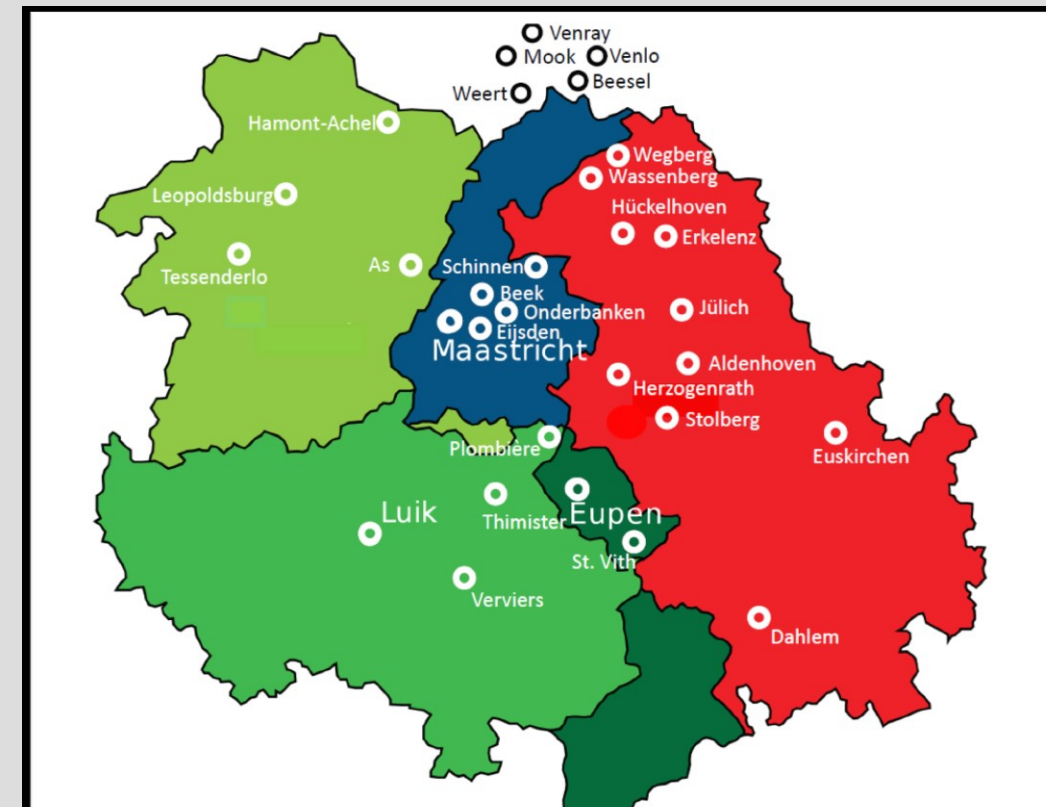 Venray
Mook
Venlo
Beesel
Weert
Hamont-Achel
Wegberg
Wassenberg
Leopoldsburg
Hückelhoven
Erkelenz
Tessenderlo
As
Schinnen
Beek
Onderbanken
Jülich
Eijsden
Maastricht
Aldenhoven
Herzogenrath
Stolberg
Plombière
Euskirchen
Luik
Eupen
Thimister
St. Vith
Verviers
Dahlem